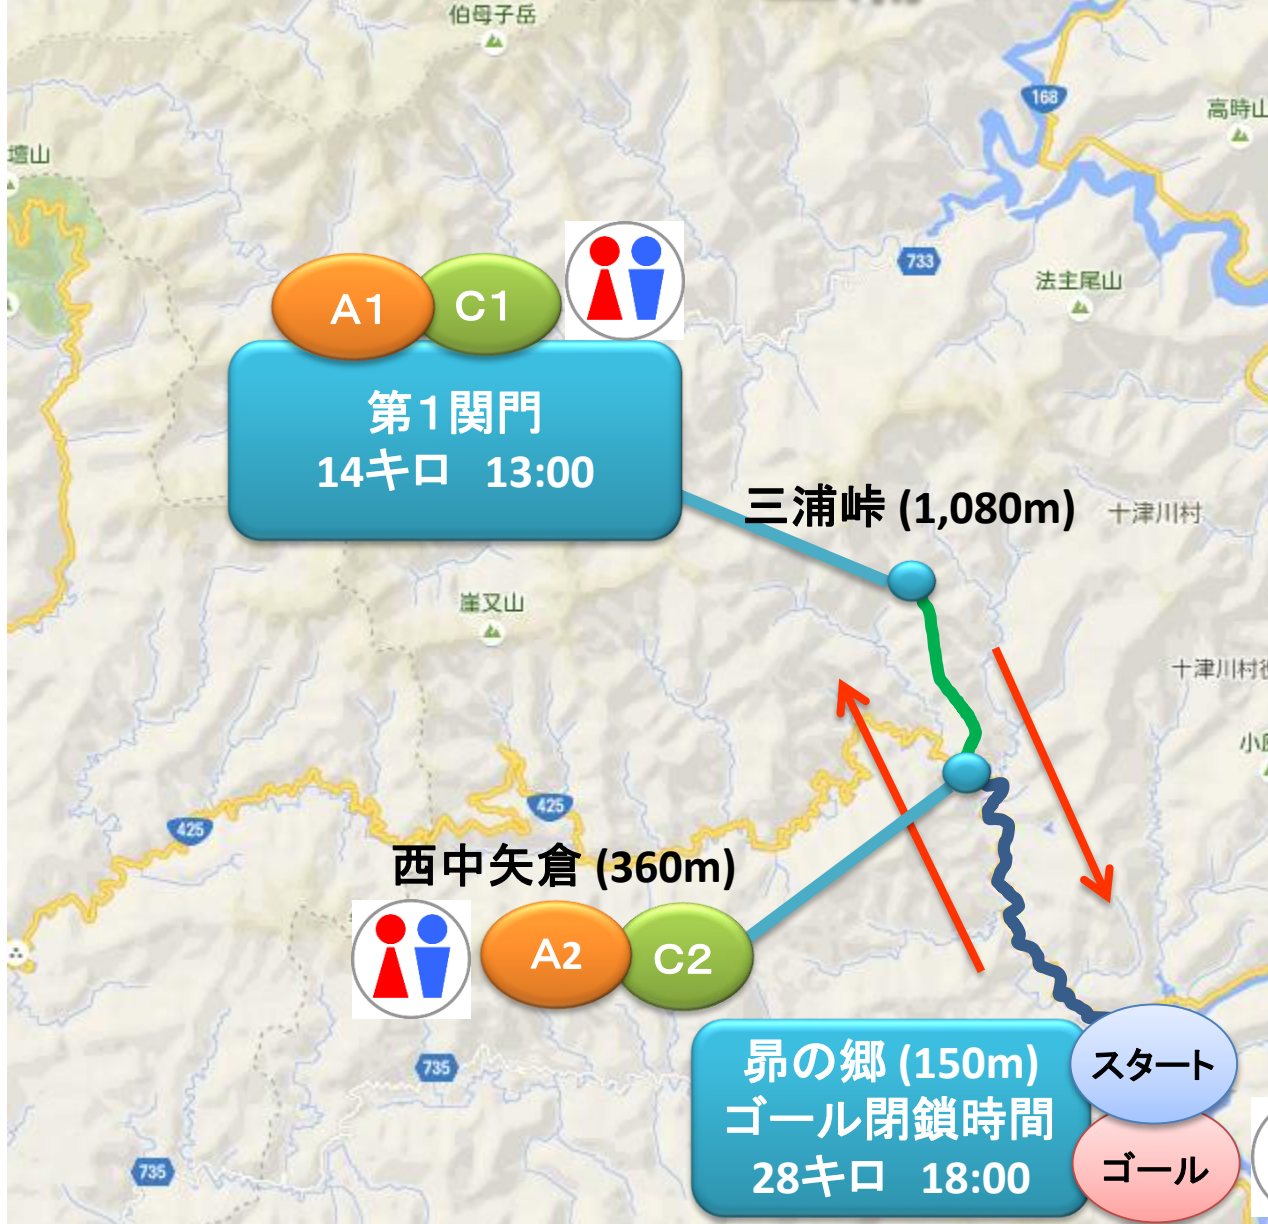 伯母子岳
168
高時山
壇山
733
法主尾山
A1
C1
第1関門
14キロ 13:00
三浦峠 (1,080m)
十津川村
崖又山
十津川村役
425
425
西中矢倉 (360m)
A2
C2
735
昴の郷 (150m)
ゴール閉鎖時間
28キロ 18:00
スタート
ゴール
735